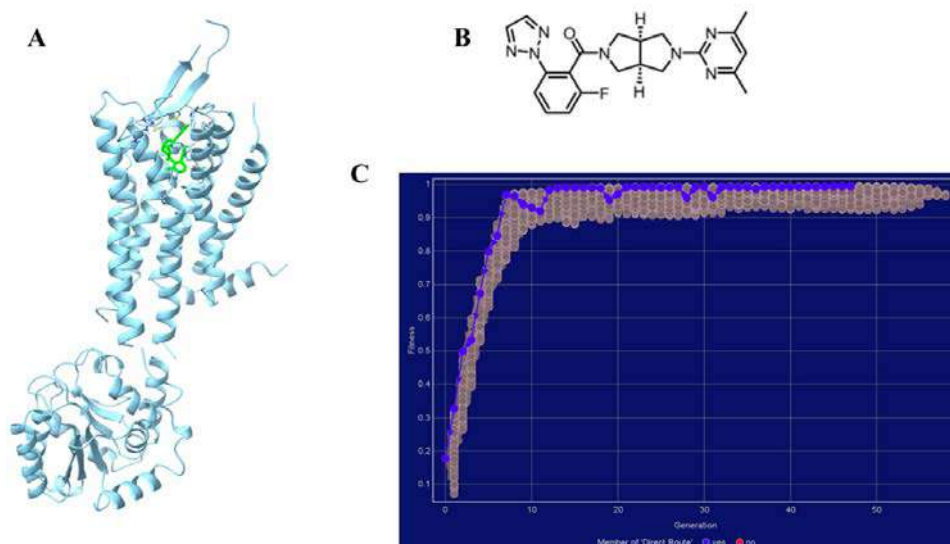 A
B
N
N
N
O
N
H
H
N
N
N
F
C
1
0.9
0.8
0.7
0.6
0.5
0.4
0.3
0.2
0.1
Fitness
0
10
20
30
40
50
Generation
Member of 'Direct Route' yes no